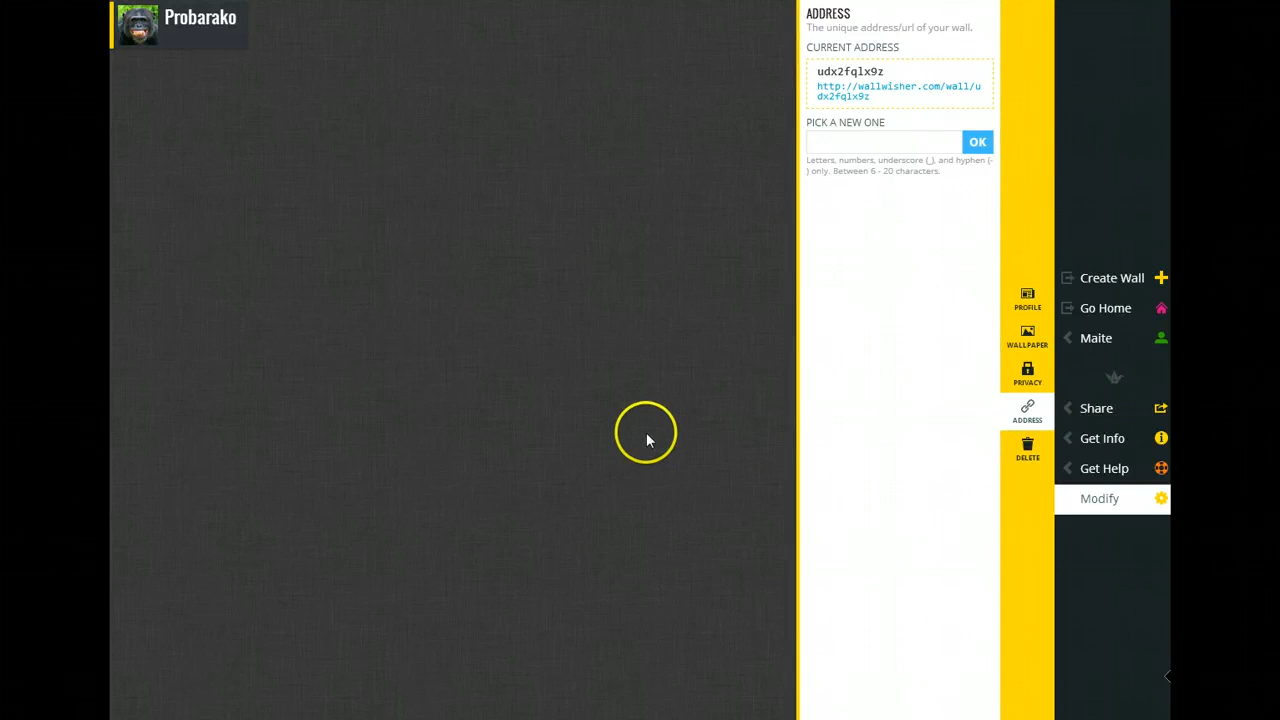 Probarako
ADDRESS
The unique address/url of your wall.
CURRENT ADDRESS
udx2fqlx9z
http://wallwisher.com/wall/u
dx2fqlx9z
PICK A NEW ONE
OK
Letters, numbers, underscore (_), and hyphen (-
) only. Between 6 - 20 characters.
PROFILE
WALLPAPER
PRIVACY
ADDRESS
DELETE
Create Wall
Go Home
Maite
Share
Get Info
Get Help
Modify